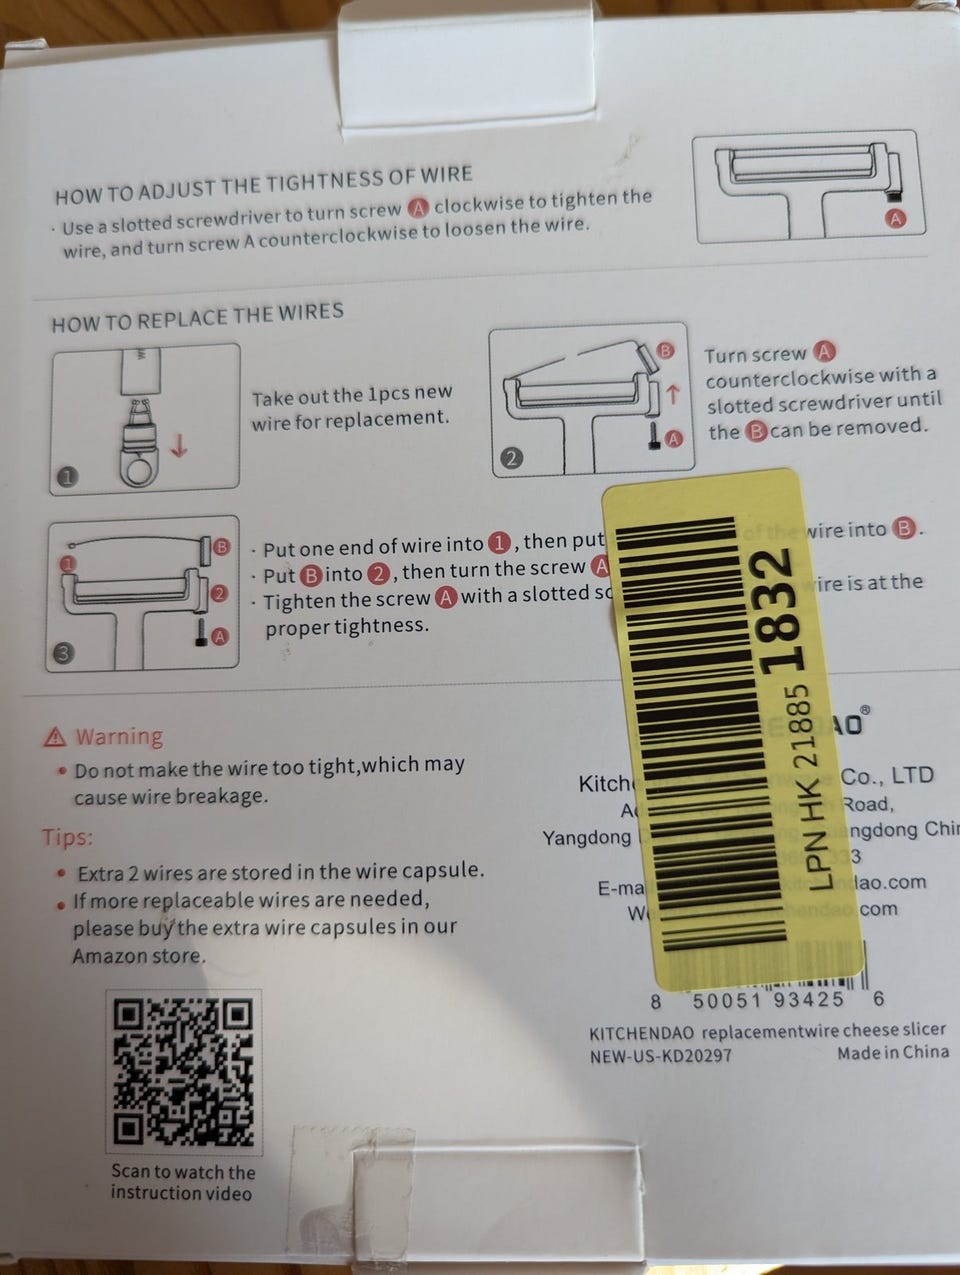 HOW TO ADJUST THE TIGHTNESS OF WIRE
· Use a slotted screwdriver to turn screw A clockwise to tighten the
wire, and turn screw A counterclockwise to loosen the wire.
A
HOW TO REPLACE THE WIRES
1
Take out the 1pcs new
wire for replacement.
B
A
2
Turn screw A
counterclockwise with a
slotted screwdriver until
the B can be removed.
1
B
2
A
3
· Put one end of wire into 1, then put of the wire into B.
· Put B into 2, then turn the screw A
· Tighten the screw A with a slotted wire is at the
proper tightness.
LPN HK 21885 1832
Warning
• Do not make the wire too tight,which may
cause wire breakage.
Tips:
• Extra 2 wires are stored in the wire capsule.
• If more replaceable wires are needed,
please buy the extra wire capsules in our
Amazon store.
Co., LTD
Road,
Yangdong
com
8 50051 93425 6
KITCHENDAO replacementwire cheese slicer
NEW-US-KD20297 Made in China
Scan to watch the
instruction video